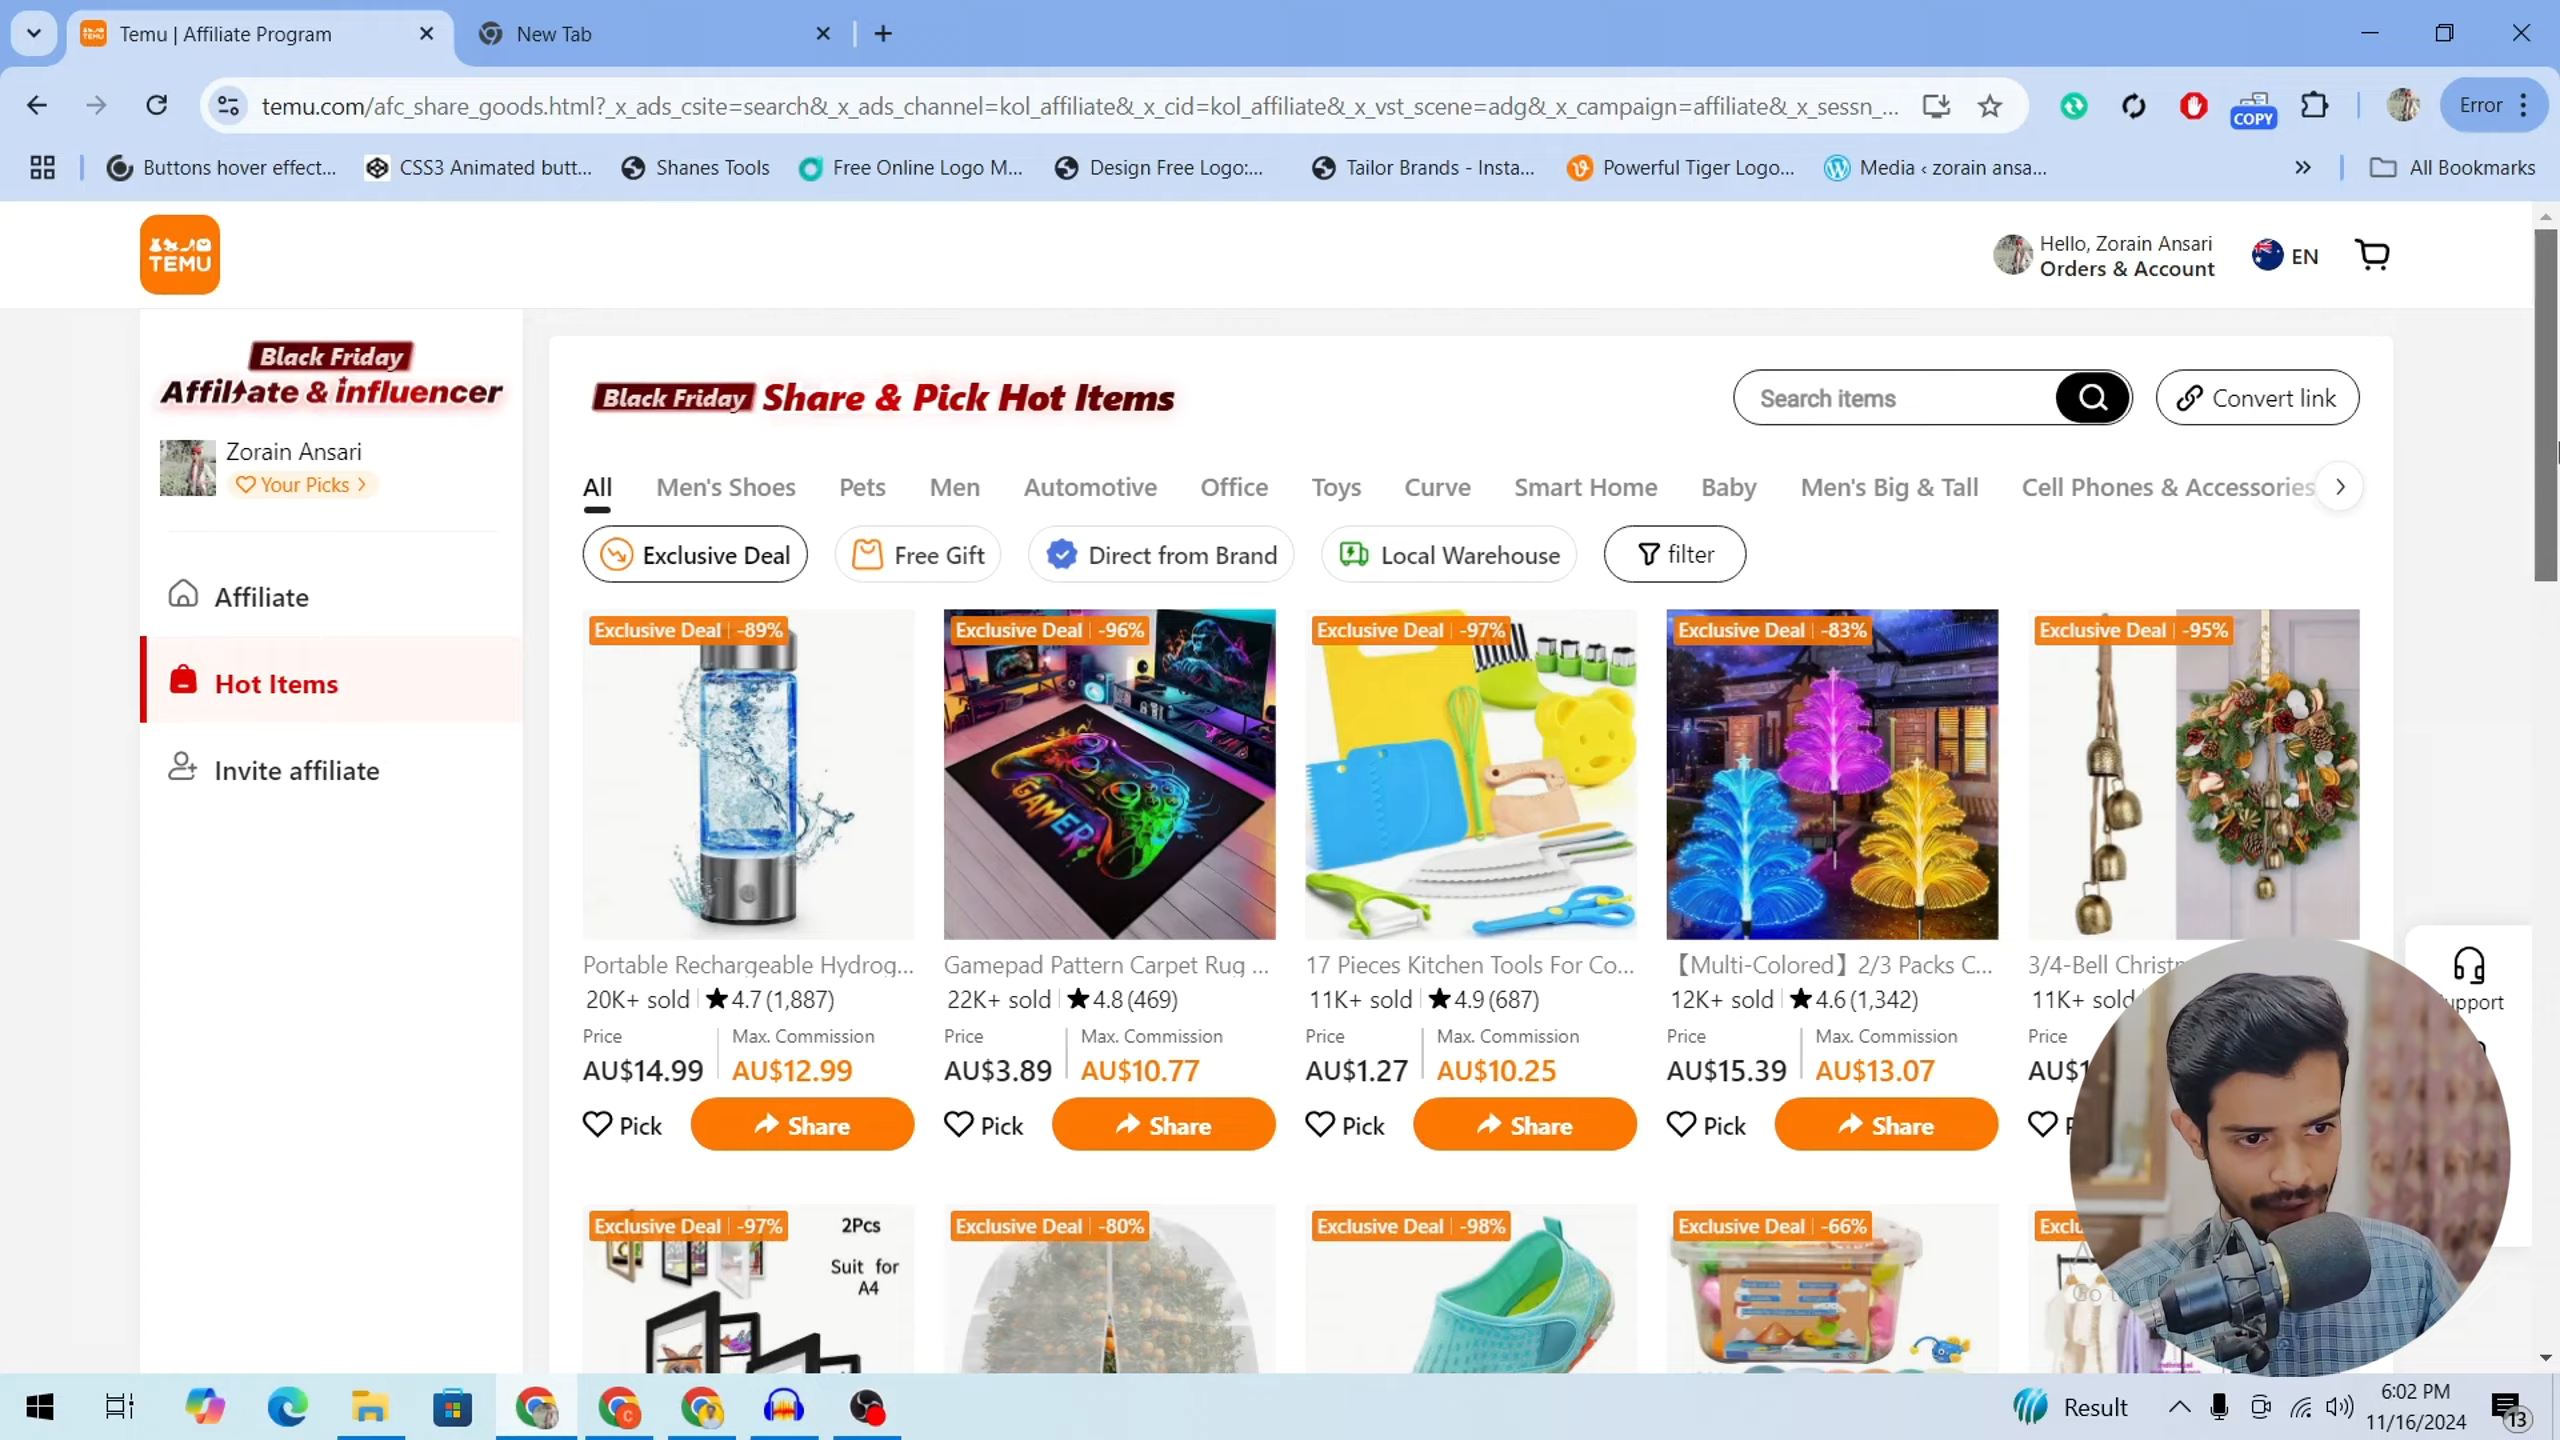 Temu | Affiliate Program
New Tab
temu.com/afc_share_goods.html?_x_ads_csite=search&_x_ads_channel=kol_affiliate&_x_cid=kol_affiliate&_x_vst_scene=adg&_x_campaign=affiliate&_x_sessn_...
COPY
Error
Buttons hover effect...
CSS3 Animated butt...
Shanes Tools
Free Online Logo M...
Design Free Logo:...
Tailor Brands - Insta...
Powerful Tiger Logo...
Media ‹ zorain ansa...
All Bookmarks
TEMU
Hello, Zorain Ansari
Orders & Account
EN
Black Friday
Affiliate & influencer
Zorain Ansari
Your Picks
Affiliate
Hot Items
Invite affiliate
Black Friday Share & Pick Hot Items
Search items
Convert link
All Men's Shoes Pets Men Automotive Office Toys Curve Smart Home Baby Men's Big & Tall Cell Phones & Accessories
Exclusive Deal Free Gift Direct from Brand Local Warehouse filter
Exclusive Deal -89%
Portable Rechargeable Hydrog...
20K+ sold 4.7 (1,887)
Price Max. Commission
AU$14.99 AU$12.99
Pick Share
Exclusive Deal -96%
GAMER
Gamepad Pattern Carpet Rug ...
22K+ sold 4.8 (469)
Price Max. Commission
AU$3.89 AU$10.77
Pick Share
Exclusive Deal -97%
17 Pieces Kitchen Tools For Co...
11K+ sold 4.9 (687)
Price Max. Commission
AU$1.27 AU$10.25
Pick Share
Exclusive Deal -83%
【Multi-Colored】2/3 Packs C...
12K+ sold 4.6 (1,342)
Price Max. Commission
AU$15.39 AU$13.07
Pick Share
Exclusive Deal -95%
3/4-Bell Christ
11K+ sold
Price
AU$
Exclusive Deal -97%
2Pcs
Suit for
A4
Exclusive Deal -80%
Exclusive Deal -98%
Exclusive Deal -66%
Excl
upport
Result
6:02 PM
11/16/2024
13